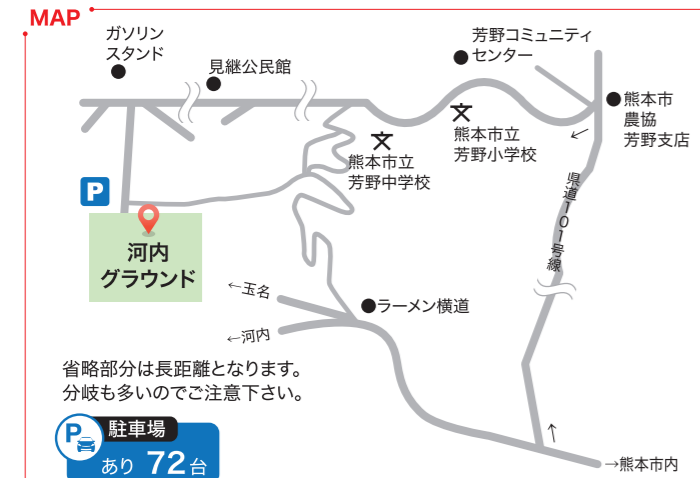 MAP
ガソリン
スタンド
見継公民館
芳野コミュニティ
センター
熊本市
農協
芳野支店
熊本市立
芳野小学校
熊本市立
芳野中学校
県道101号線
P
河内
グラウンド
←玉名
ラーメン横道
←河内
省略部分は長距離となります。
分岐も多いのでご注意下さい。
P
駐車場
あり 72台
→熊本市内